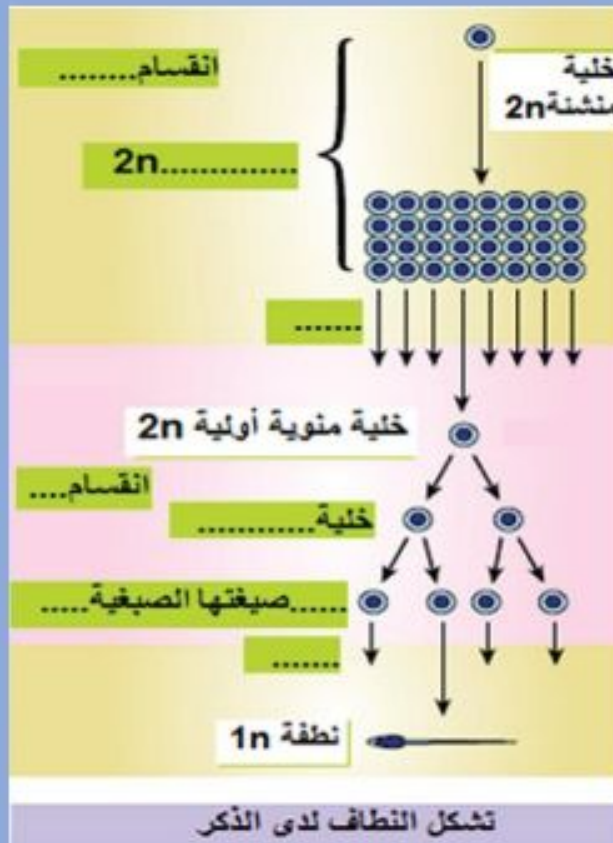 خلية
منشئة2n
انقسام........
2n..............
.......
خلية منوية أولية 2n
انقسام....
خلية............
......صيغتها الصبغية.....
.......
نطفة 1n
تشكل النطاف لدى الذكر